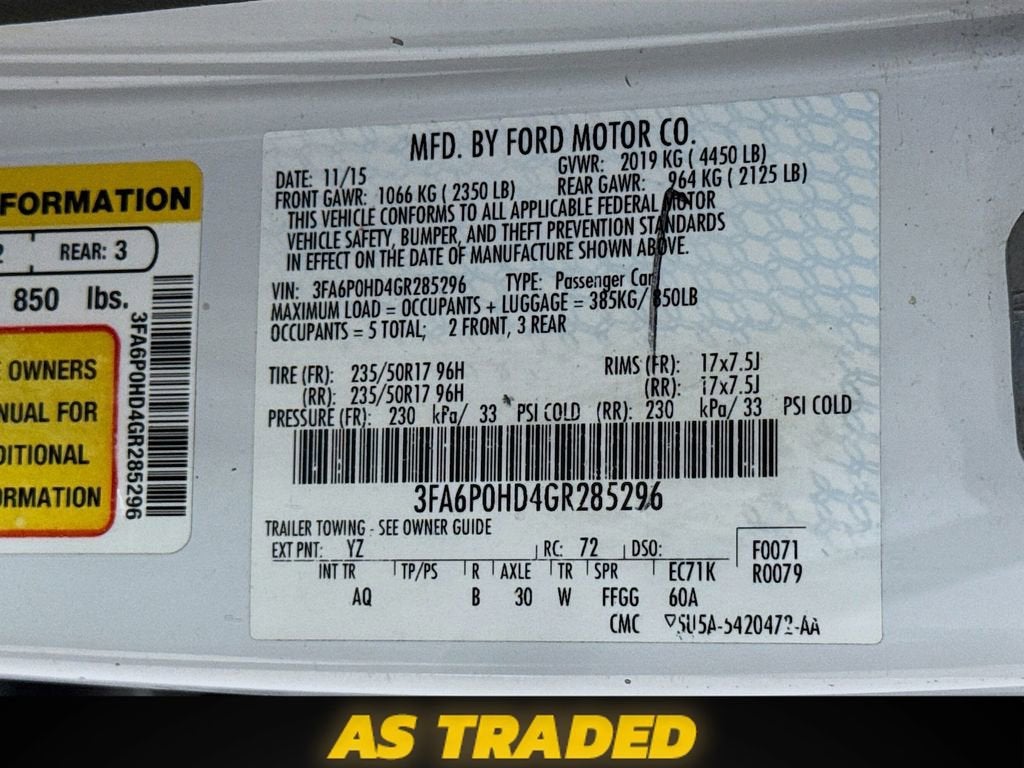 FORMATION
2 REAR: 3
850 lbs.
3FA6P0HD4GR285296
OWNERS
NUAL FOR
DITIONAL
ORMATION
MFD. BY FORD MOTOR CO.
DATE: 11/15 GVWR: 2019 KG ( 4450 LB)
FRONT GAWR: 1066 KG ( 2350 LB) REAR GAWR: 964 KG ( 2125 LB)
THIS VEHICLE CONFORMS TO ALL APPLICABLE FEDERAL MOTOR
VEHICLE SAFETY, BUMPER, AND THEFT PREVENTION STANDARDS
IN EFFECT ON THE DATE OF MANUFACTURE SHOWN ABOVE.
VIN: 3FA6P0HD4GR285296 TYPE: Passenger Car
MAXIMUM LOAD = OCCUPANTS + LUGGAGE = 385KG/ 850LB
OCCUPANTS = 5 TOTAL; 2 FRONT, 3 REAR
TIRE (FR): 235/50R17 96H RIMS (FR): 17x7.5J
(RR): 235/50R17 96H (RR): 17x7.5J
PRESSURE (FR): 230 kPa/ 33 PSI COLD (RR): 230 kPa/ 33 PSI COLD
3FA6P0HD4GR285296
TRAILER TOWING - SEE OWNER GUIDE
EXT PNT: YZ RC: 72 DSO: F0071
INT TR TP/PS R AXLE TR SPR EC71K R0079
AQ B 30 W FFGG 60A
CMC ▽5U5A-5420472-AA
AS TRADED